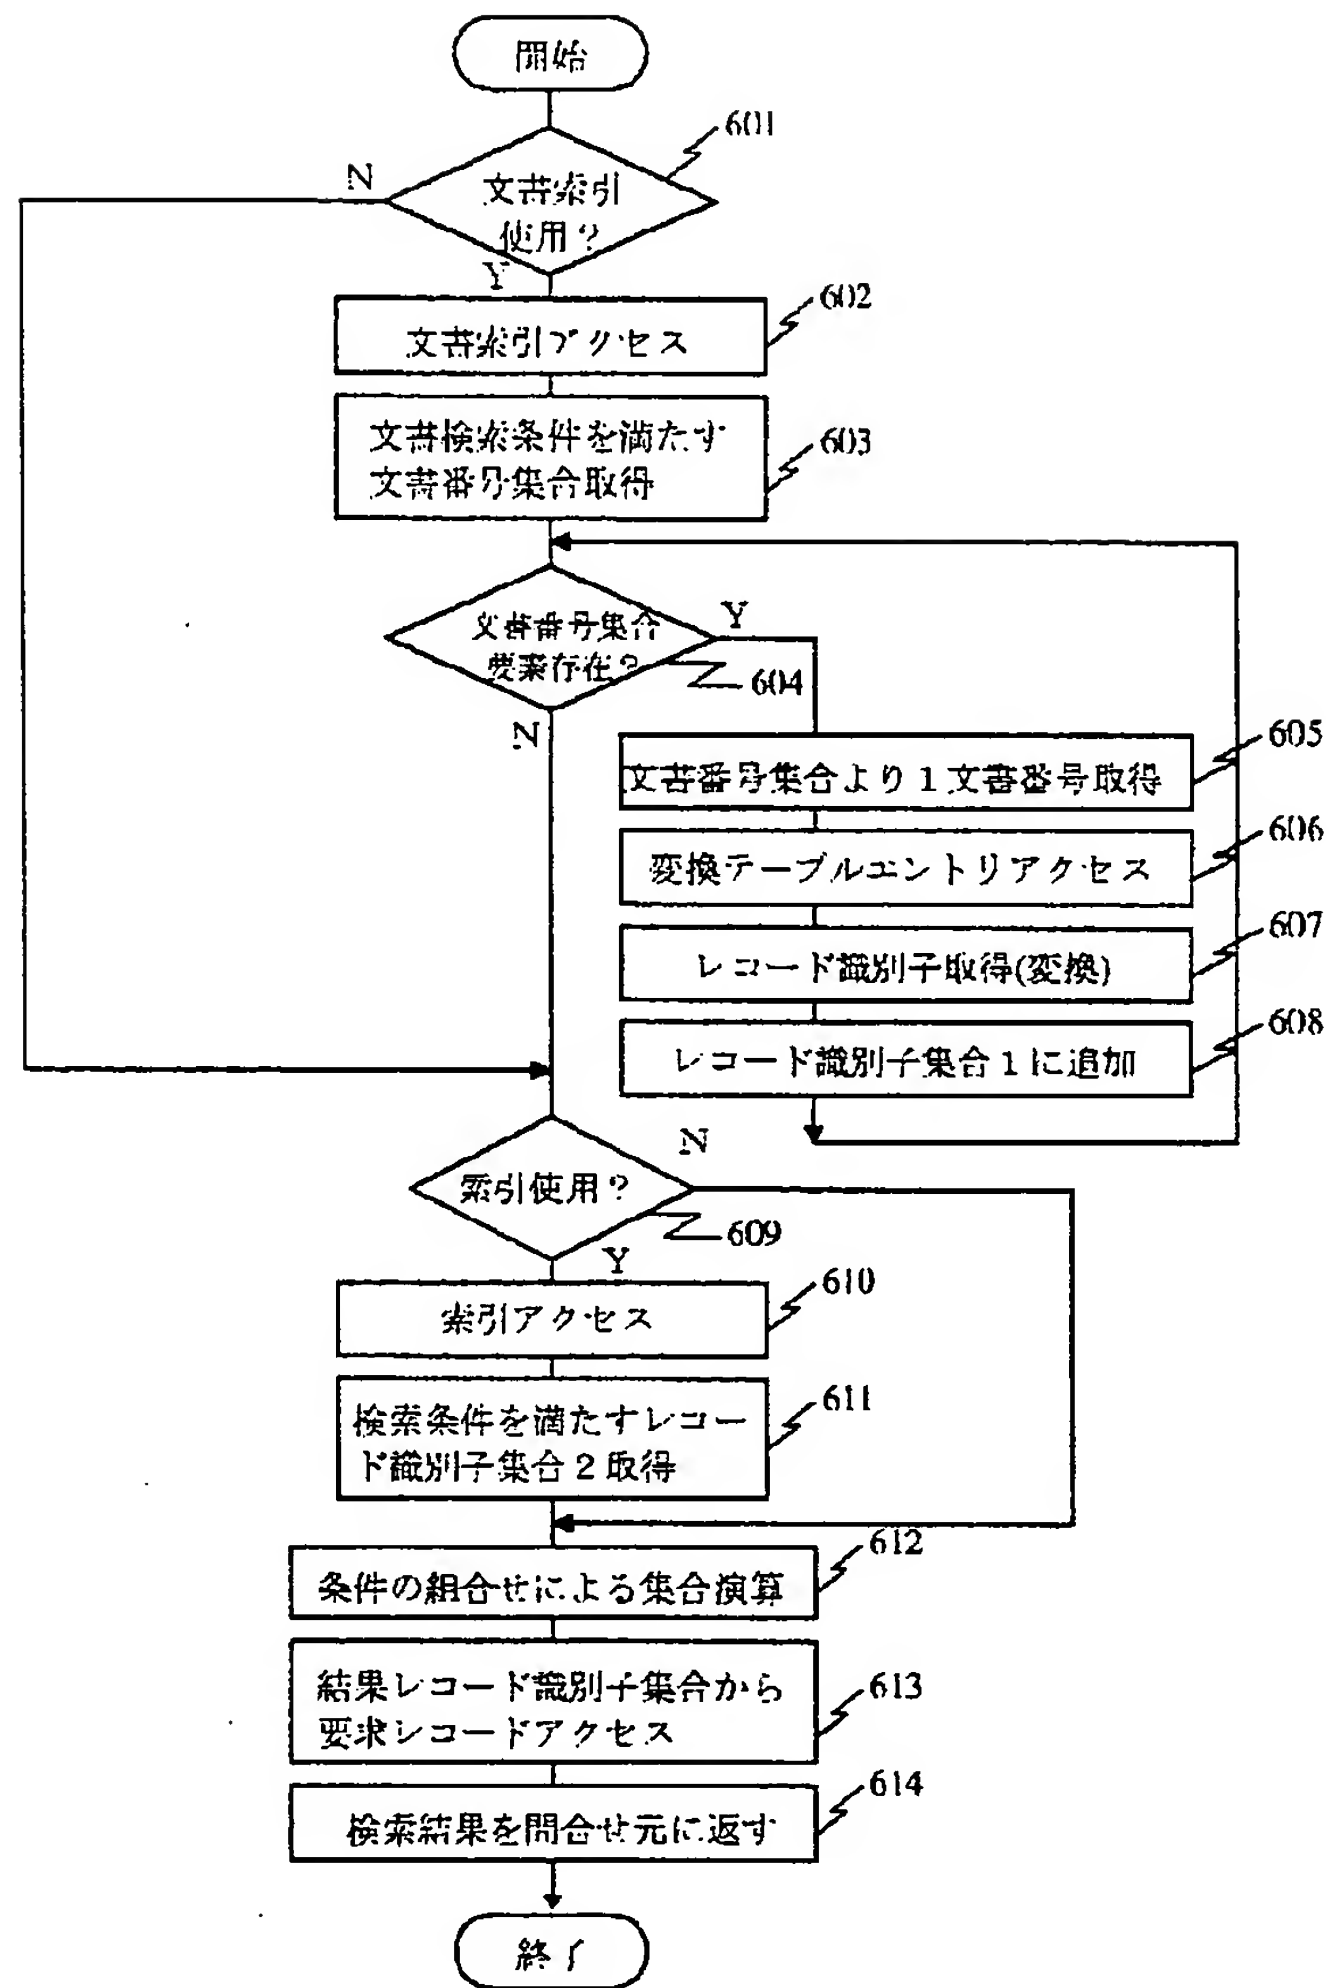 開始
601
N
文書索引
使用?
Y
602
文書索引アクセス
603
文書検索条件を満たす
文書番号集合取得
文書番号集合
要素存在?
Y
604
N
605
文書番号集合より1文書番号取得
606
変換テーブルエントリアクセス
607
レコード識別子取得(変換)
608
レコード識別子集合1に追加
N
索引使用?
609
Y
610
索引アクセス
611
検索条件を満たすレコー
ド識別子集合2取得
612
条件の組合せによる集合演算
613
結果レコード識別子集合から
要求レコードアクセス
614
検索結果を問合せ元に返す
終了